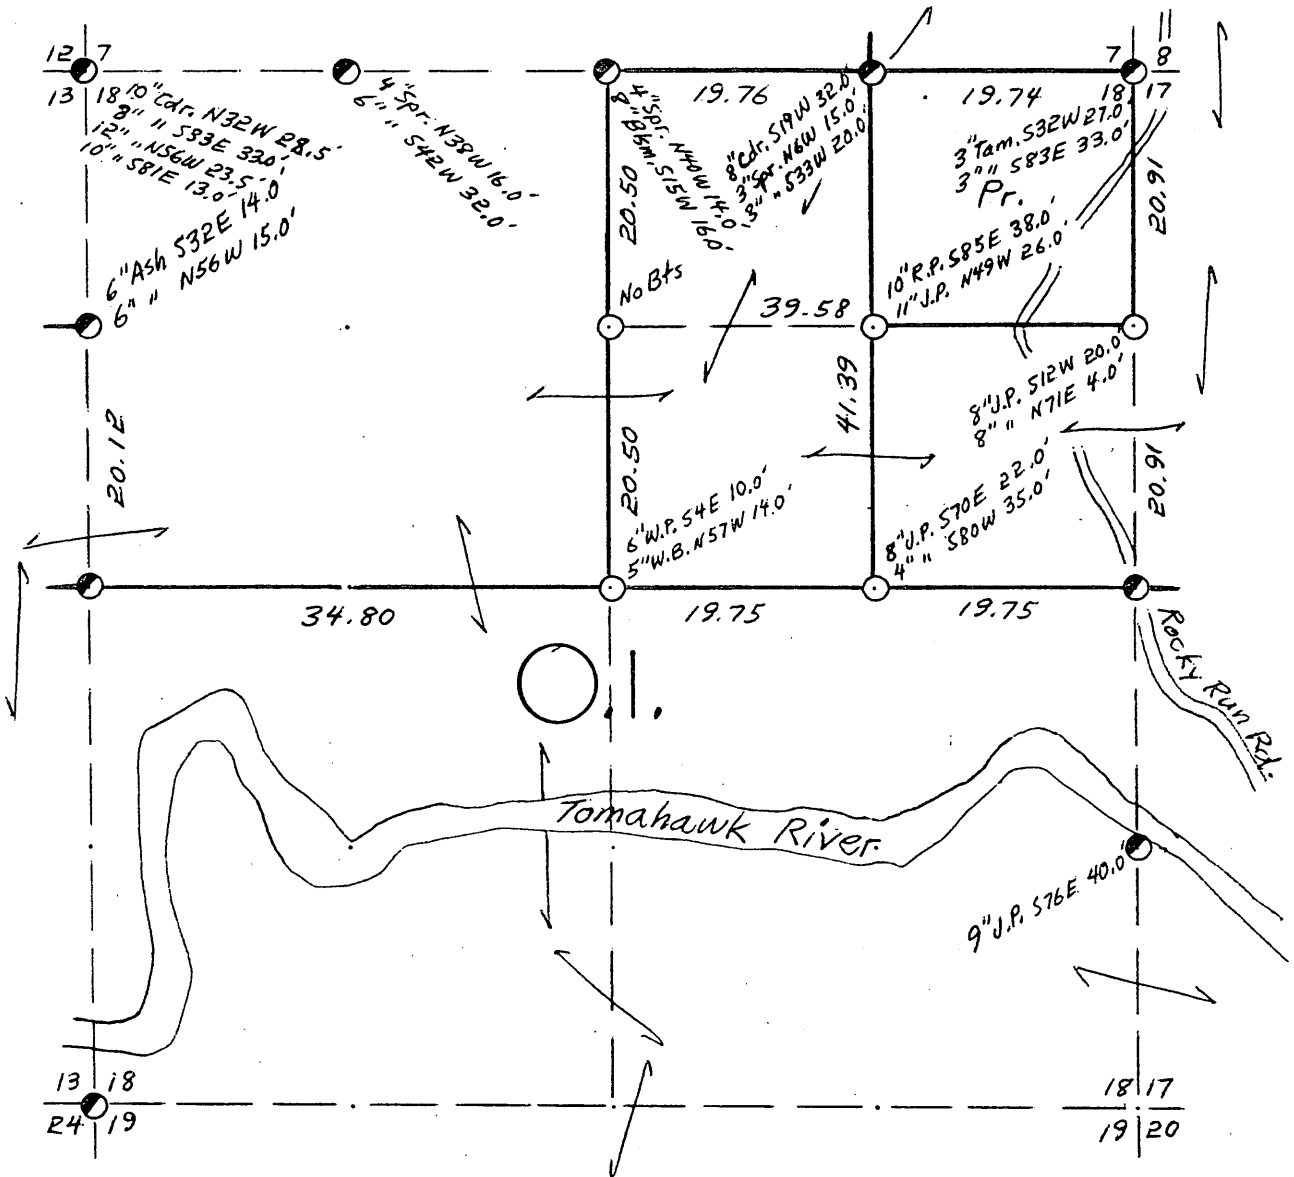 12 7
13 18
10" Cdr. N32W 28.5'
8" " S33E 33.0'
12" " N56W 23.5'
10" " S81E 13.0'
4" Spr. N38W 16.0'
6" " S42W 32.0'
4" Spr. N40W 14.0'
8" Blsm. S15W 16.0'
19.76
8" Cdr. S19W 32.0'
3" Spr. N6W 15.0'
3" " S33W 20.0'
19.74
7 8
18 17
3" Tam. S32W 27.0'
3" " S83E 33.0'
Pr.
20.50
20.91
6" Ash S32E 14.0'
6" " N56W 15.0'
No Bts
39.58
10" R.P. S85E 38.0'
11" J.P. N49W 26.0'
8" J.P. S12W 20.0'
8" " N71E 4.0'
20.12
20.50
41.39
20.91
6" W.P. S4E 10.0'
5" W.B. N57W 14.0'
8" J.P. S70E 22.0'
4" " S80W 35.0'
34.80
19.75
19.75
Rocky Run Rd.
O.1.
Tomahawk River
9" J.P. S76E 40.0'
13 18
24 19
18 17
19 20